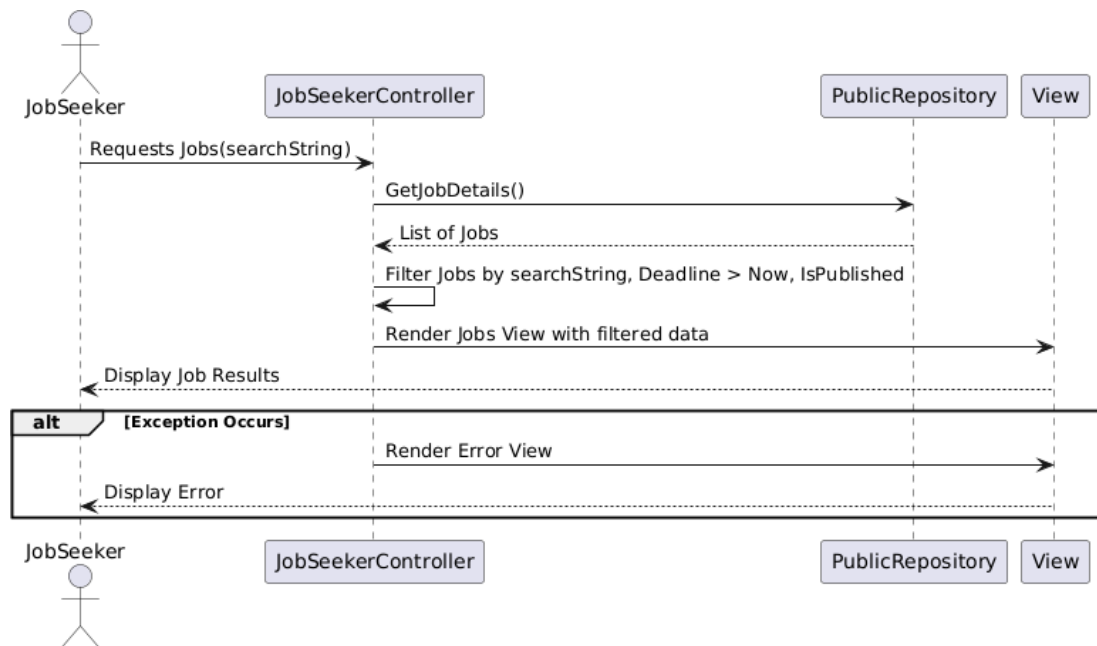 JobSeeker
JobSeekerController
PublicRepository
View
Requests Jobs(searchString)
GetJobDetails()
List of Jobs
Filter Jobs by searchString, Deadline > Now, IsPublished
Render Jobs View with filtered data
Display Job Results
alt
[Exception Occurs]
Render Error View
Display Error
JobSeeker
JobSeekerController
PublicRepository
View